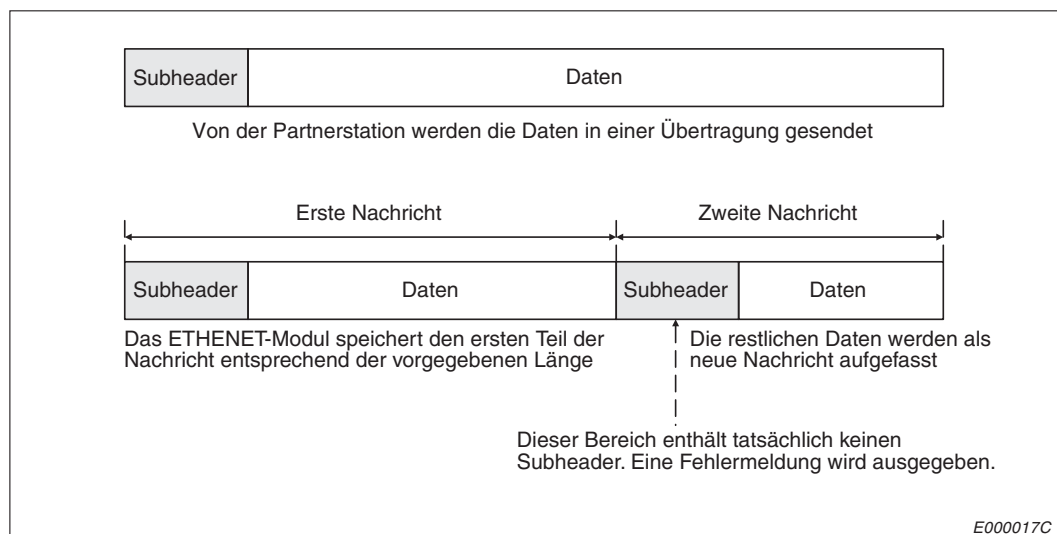 Subheader Daten
Von der Partnerstation werden die Daten in einer Übertragung gesendet
Erste Nachricht Zweite Nachricht
Subheader Daten Subheader Daten
Das ETHENET-Modul speichert den ersten Teil der
Nachricht entsprechend der vorgegebenen Länge
Die restlichen Daten werden als
neue Nachricht aufgefasst
Dieser Bereich enthält tatsächlich keinen
Subheader. Eine Fehlermeldung wird ausgegeben.
E000017C